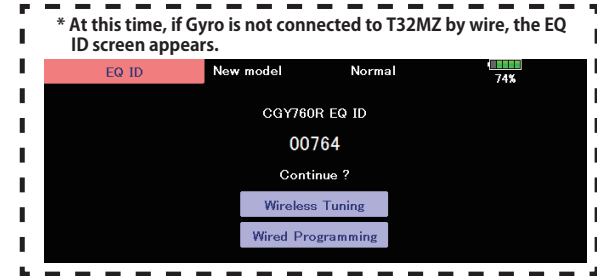 * At this time, if Gyro is not connected to T32MZ by wire, the EQ
ID screen appears.
EQ ID New model Normal 74%
CGY760R EQ ID
00764
Continue ?
Wireless Tuning
Wired Programming